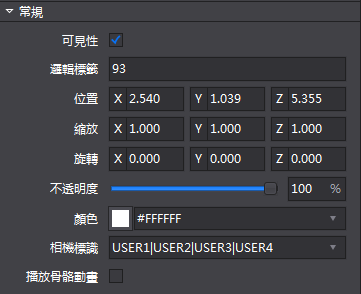 常規
可見性
邏輯標籤 93
位置 X 2.540 Y 1.039 Z 5.355
縮放 X 1.000 Y 1.000 Z 1.000
旋轉 X 0.000 Y 0.000 Z 0.000
不透明度 100 %
顏色 #FFFFFF
相機標識 USER1|USER2|USER3|USER4
播放骨骼動畫